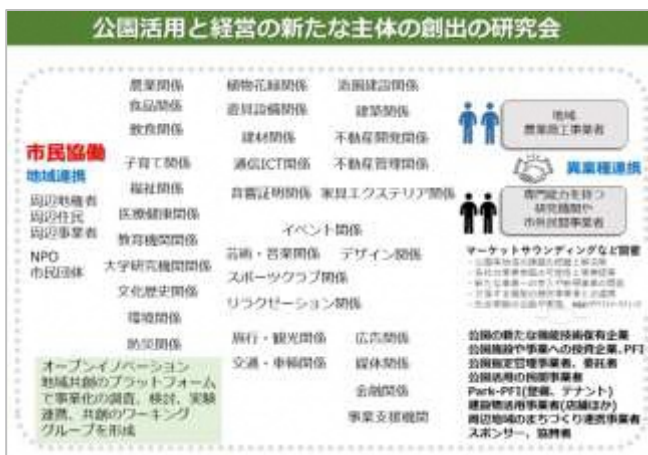 公園活用と経営の新たな主体の創出の研究会
農業関係
食品関係
飲食関係
子育て関係
福祉関係
医療健康関係
教育機関関係
大学研究機関関係
文化歴史関係
環境関係
防災関係
植物花緑関係
遊具設備関係
建材関係
通信ICT関係
音響証明関係
造園建設関係
建築関係
不動産開発関係
不動産管理関係
家具エクステリア関係
イベント関係
芸術・音楽関係
デザイン関係
スポーツクラブ関係
リラクゼーション関係
旅行・観光関係
広告関係
交通・車輌関係
媒体関係
金融関係
事業支援機関
市民協働
地域連携
周辺地権者
周辺住民
周辺事業者
NPO
市民団体
オープンイノベーション
地域共創のプラットフォーム
で事業化の調査、検討、実験
連携、共創のワーキング
グループを形成
地域
農業商工事業者
異業種連携
専門能力を持つ
研究機関や
市外民間事業者
マーケットサウンディングなど開催
公園の新たな機能技術保有企業
公園施設や事業への投資企業、PFI
公園指定管理事業者、委託者
公園活用の民間事業者
Park-PFI(整備、テナント)
建設物活用事業者(店舗ほか)
周辺地域のまちづくり連携事業者
スポンサー、協賛者